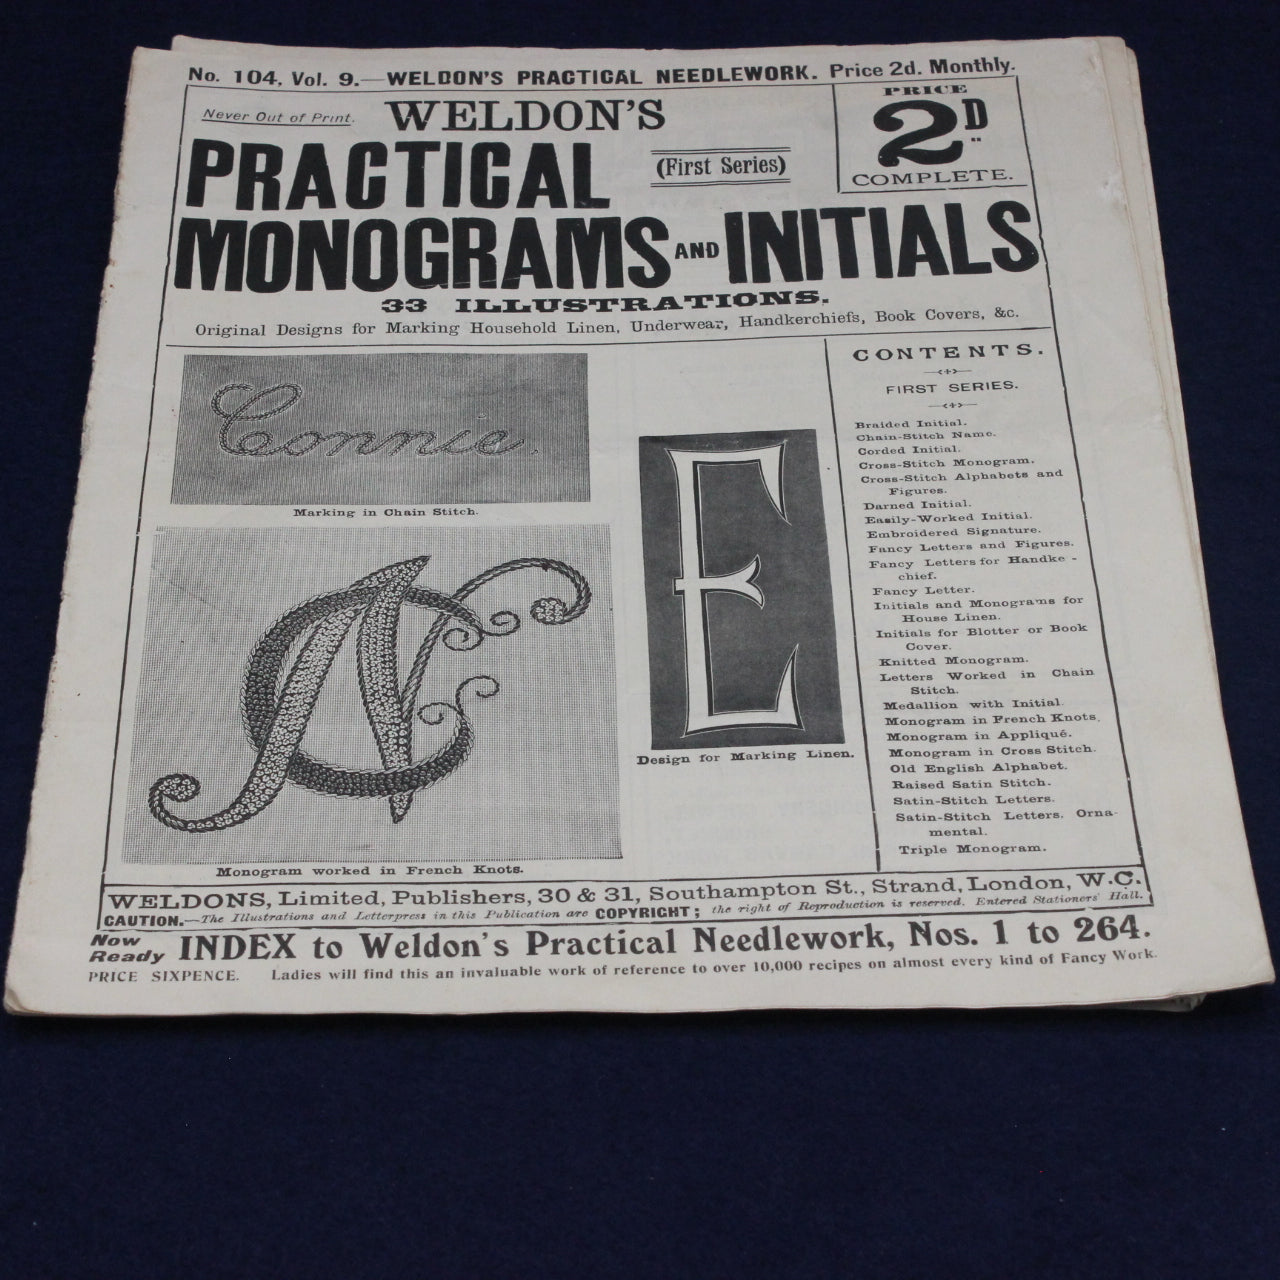 No. 104, Vol. 9.—WELDON'S PRACTICAL NEEDLEWORK. Price 2d. Monthly.
Never Out of Print.
WELDON'S
PRICE
2D
COMPLETE.
PRACTICAL
(First Series)
MONOGRAMS AND INITIALS
33 ILLUSTRATIONS.
Original Designs for Marking Household Linen, Underwear, Handkerchiefs, Book Covers, &c.
Connie
Marking in Chain Stitch.
Monogram worked in French Knots.
E
Design for Marking Linen.
CONTENTS.
FIRST SERIES.
Braided Initial.
Chain-Stitch Name.
Corded Initial.
Cross-Stitch Monogram.
Cross-Stitch Alphabets and
Figures.
Darned Initial.
Easily-Worked Initial.
Embroidered Signature.
Fancy Letters and Figures.
Fancy Letters for Handke -
chief.
Fancy Letter.
Initials and Monograms for
House Linen.
Initials for Blotter or Book
Cover.
Knitted Monogram.
Letters Worked in Chain
Stitch.
Medallion with Initial.
Monogram in French Knots.
Monogram in Appliqué.
Monogram in Cross Stitch.
Old English Alphabet.
Raised Satin Stitch.
Satin-Stitch Letters.
Satin-Stitch Letters, Orna-
mental.
Triple Monogram.
WELDONS, Limited, Publishers, 30 & 31, Southampton St., Strand, London, W.C.
CAUTION.—The Illustrations and Letterpress in this Publication are COPYRIGHT; the right of Reproduction is reserved. Entered Stationers' Hall.
Now Ready INDEX to Weldon's Practical Needlework, Nos. 1 to 264.
PRICE SIXPENCE. Ladies will find this an invaluable work of reference to over 10,000 recipes on almost every kind of Fancy Work.